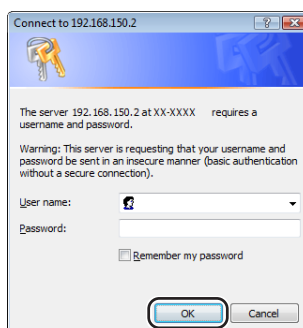 Connect to 192.168.150.2
The server 192.168.150.2 at XX-XXXX requires a
username and password.
Warning: This server is requesting that your username and
password be sent in an insecure manner (basic authentication
without a secure connection).
User name:
Password:
Remember my password
OK
Cancel